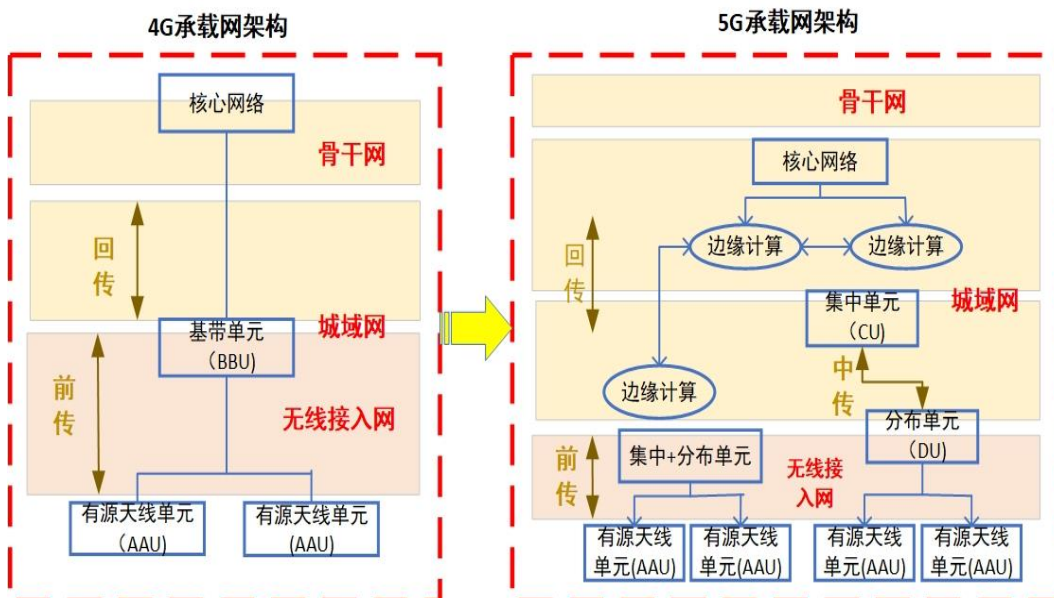 4G承载网架构
核心网络
骨干网
回
传
城域网
基带单元
（BBU)
前
传
无线接入网
有源天线单元
（AAU)
有源天线单元
(AAU)
5G承载网架构
骨干网
核心网络
边缘计算
边缘计算
回
传
集中单元
（CU)
城域网
边缘计算
中
传
分布单元
（DU)
前
传
集中+分布单元
无线接
入网
有源天线
单元(AAU)
有源天线
单元(AAU)
有源天线
单元(AAU)
有源天线
单元(AAU)